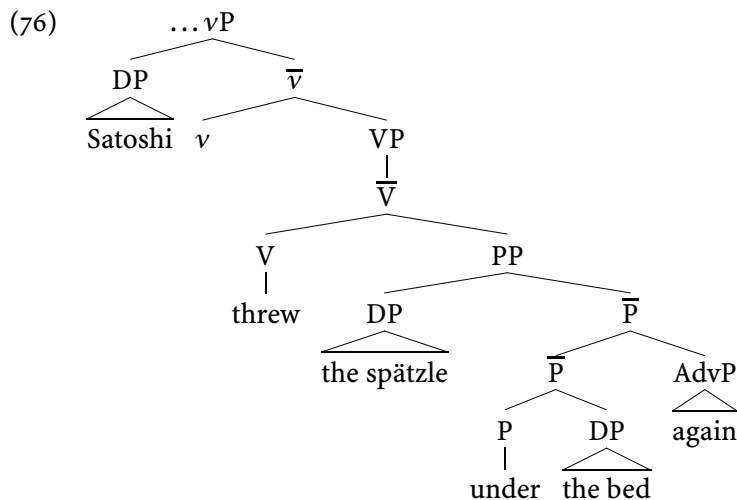 (76)
… vP
DP v̅
Satoshi v VP
V̅
V PP
threw DP P̅
the spätzle P̅ AdvP
P DP again
under the bed